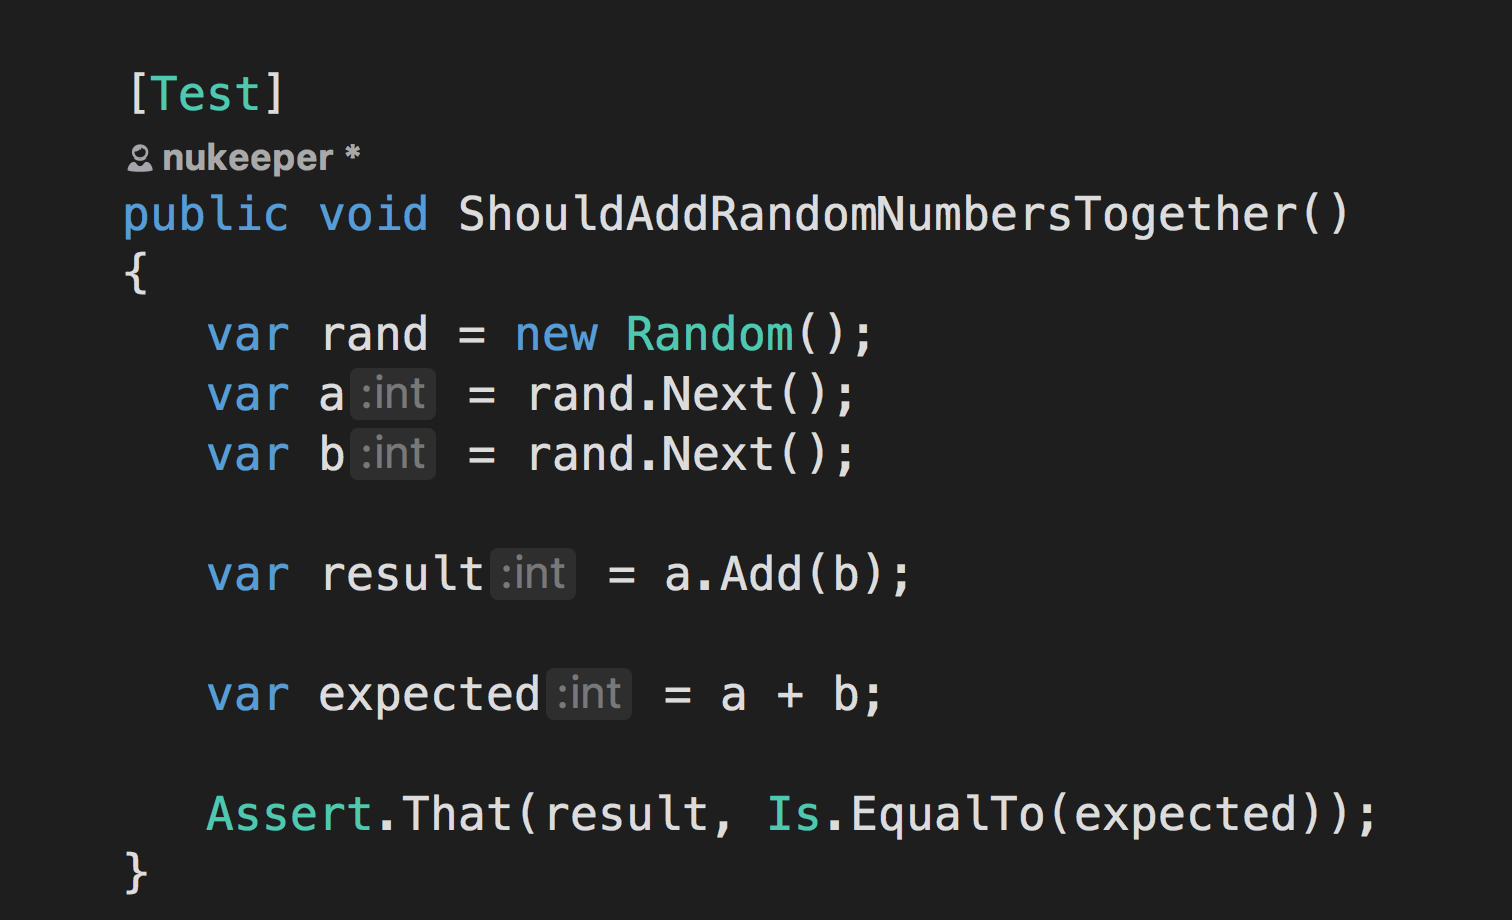 [Test]
nukeeper *
public void ShouldAddRandomNumbersTogether()
{
var rand = new Random();
var a :int = rand.Next();
var b :int = rand.Next();
var result :int = a.Add(b);
var expected :int = a + b;
Assert.That(result, Is.EqualTo(expected));
}